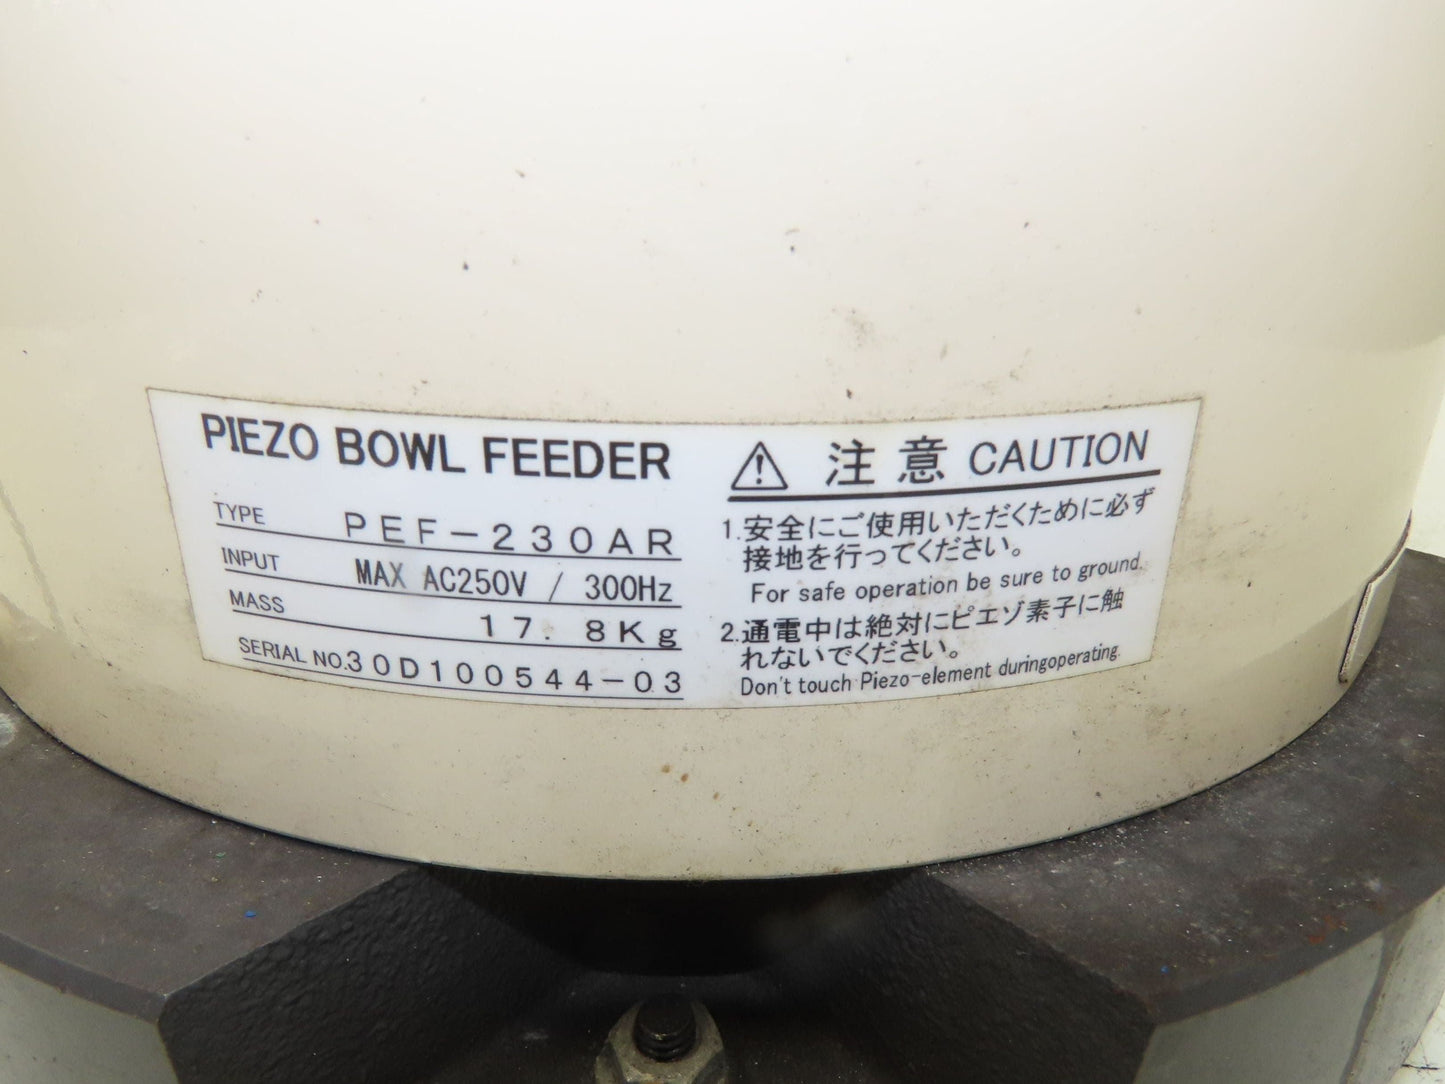 PIEZO BOWL FEEDER
TYPE PEF-230AR
INPUT MAX AC250V / 300Hz
MASS 17.8Kg
SERIAL NO.30D100544-03
注意 CAUTION
1.安全にご使用いただくために必ず
接地を行ってください。
For safe operation be sure to ground.
2.通電中は絶対にピエゾ素子に触
れないでください。
Don't touch Piezo-element duringoperating.